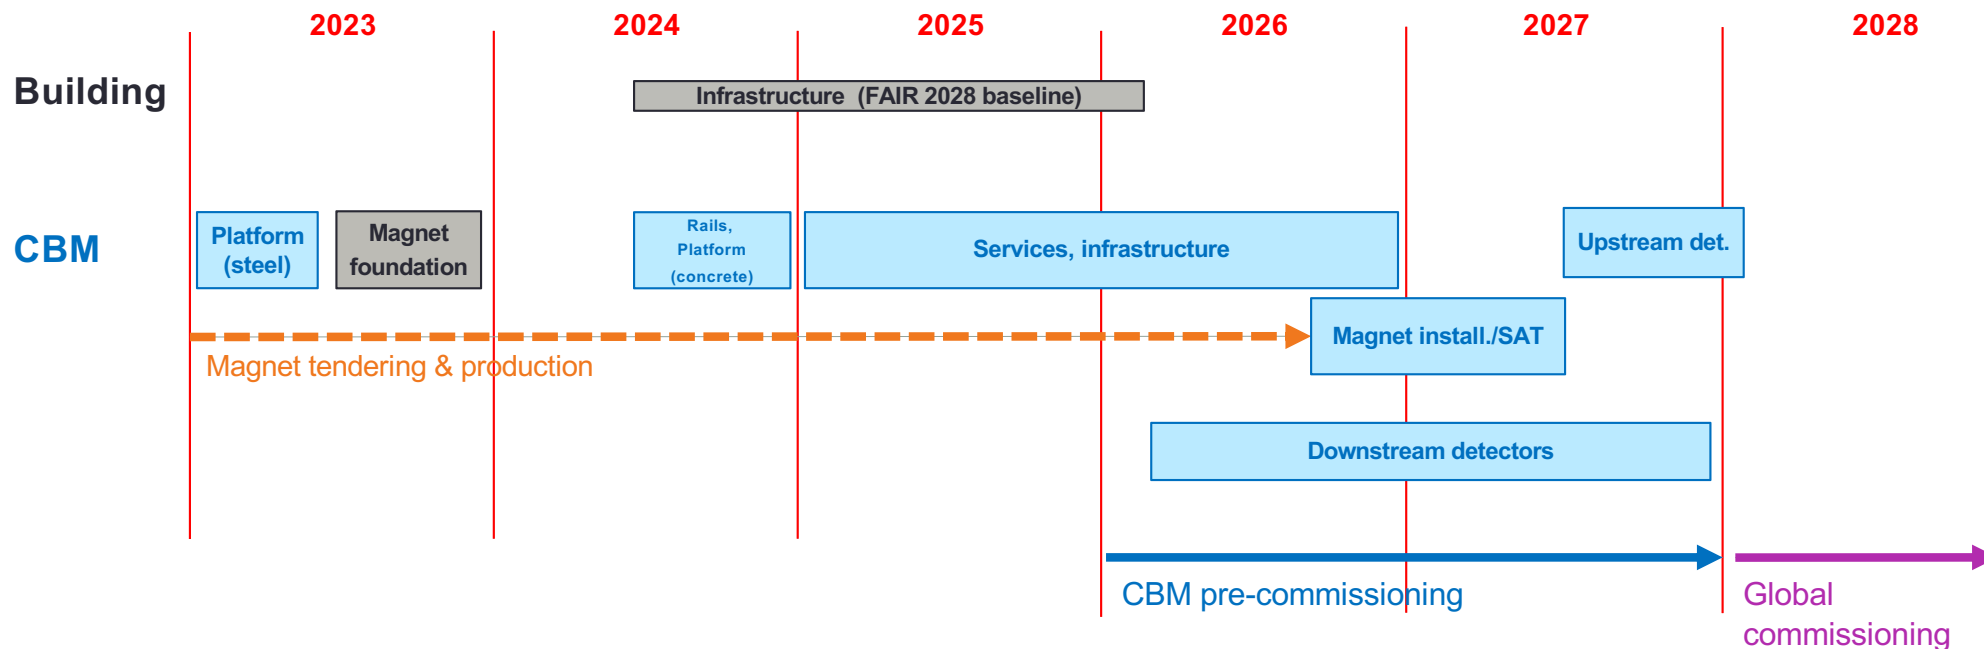 2023 2024 2025 2026 2027 2028
Building
Infrastructure (FAIR 2028 baseline)
CBM
Platform
(steel)
Magnet
foundation
Rails,
Platform
(concrete)
Services, infrastructure
Upstream det.
Magnet install./SAT
Magnet tendering & production
Downstream detectors
CBM pre-commissioning
Global
commissioning